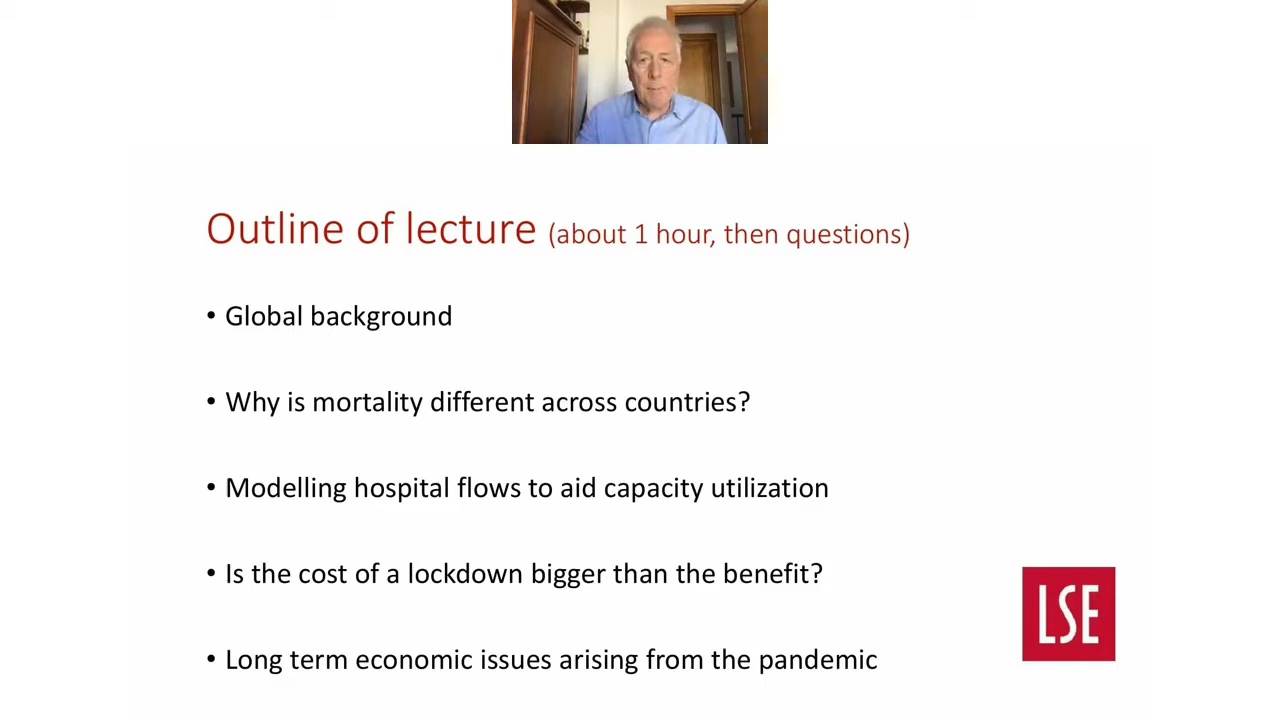 Outline of lecture (about 1 hour, then questions)
• Global background
• Why is mortality different across countries?
• Modelling hospital flows to aid capacity utilization
• Is the cost of a lockdown bigger than the benefit?
• Long term economic issues arising from the pandemic
LSE